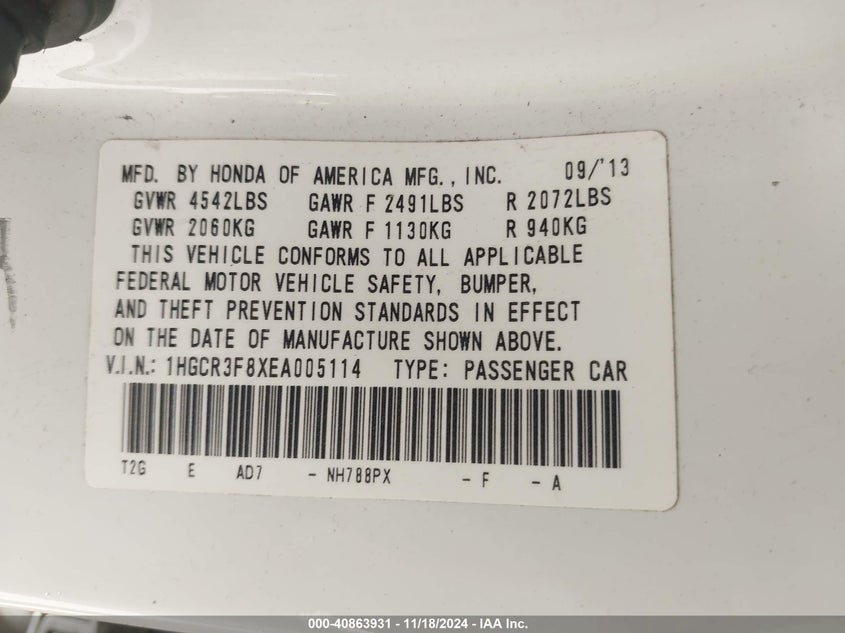 MFD. BY HONDA OF AMERICA MFG., INC. 09/'13
GVWR 4542LBS GAWR F 2491LBS R 2072LBS
GVWR 2060KG GAWR F 1130KG R 940KG
THIS VEHICLE CONFORMS TO ALL APPLICABLE
FEDERAL MOTOR VEHICLE SAFETY, BUMPER,
AND THEFT PREVENTION STANDARDS IN EFFECT
ON THE DATE OF MANUFACTURE SHOWN ABOVE.
V.I.N.: 1HGCR3F8XEA005114 TYPE: PASSENGER CAR
T2G E AD7 - NH788PX - F - A
000-40863931 - 11/18/2024 - IAA Inc.